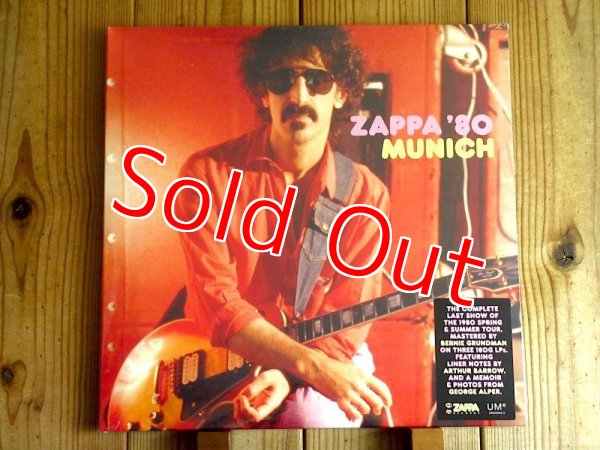 ZAPPA '80
MUNICH
Sold Out
THE COMPLETE
LAST SHOW OF
THE 1980 SPRING
& SUMMER TOUR,
MASTERED BY
BERNIE GRUNDMAN
ON THREE 180G LPs.
FEATURING
LINER NOTES BY
ARTHUR BARROW,
AND A MEMOIR
& PHOTOS FROM
GEORGE ALPER.
ZAPPA
RECORDS
UMe